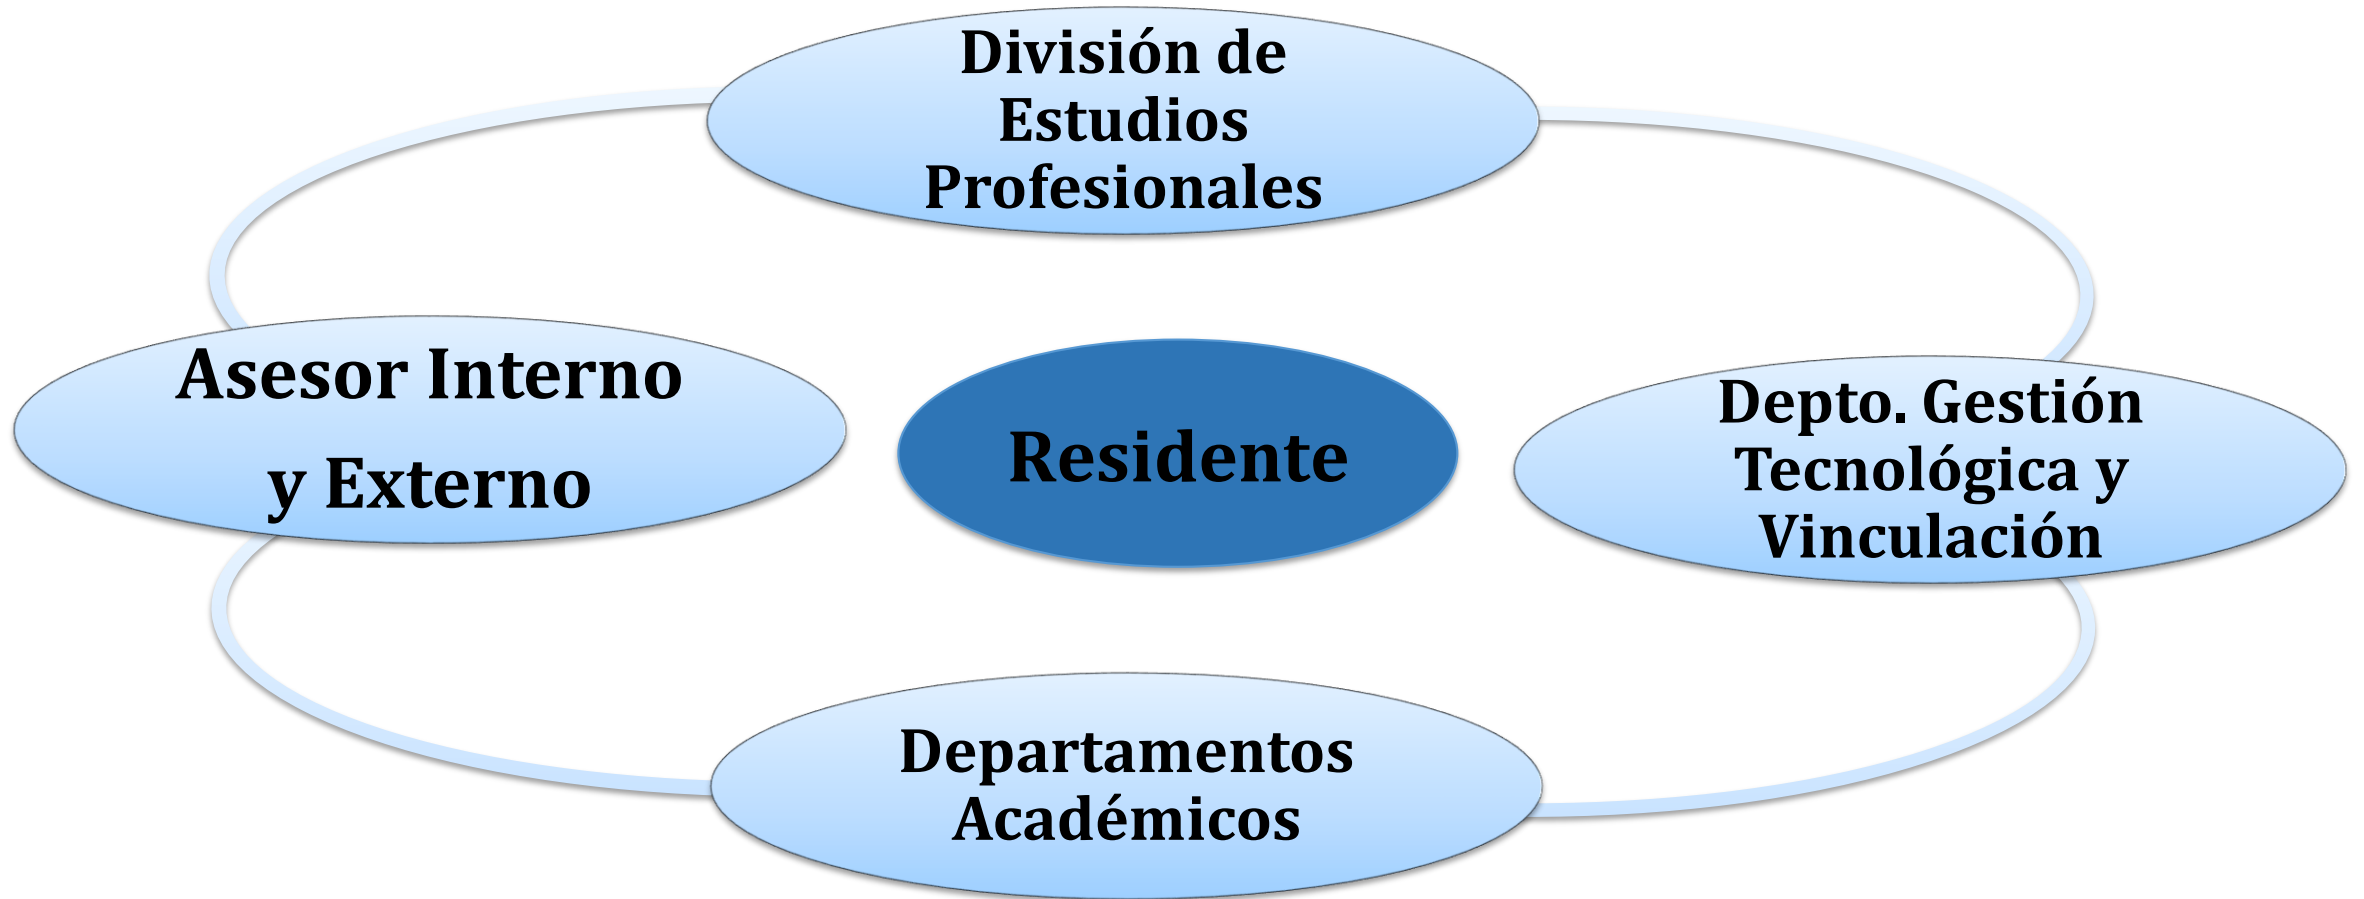 División de
Estudios
Profesionales
Asesor Interno
y Externo
Residente
Depto. Gestión
Tecnológica y
Vinculación
Departamentos
Académicos